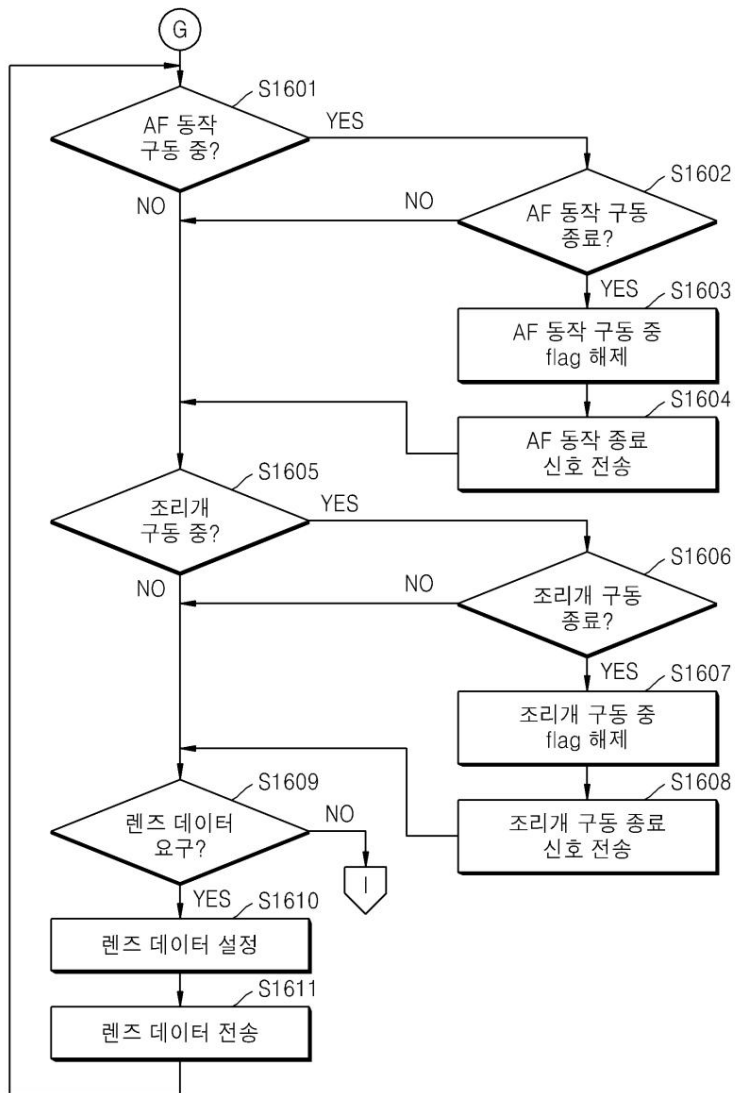 G
S1601
AF 동작
구동 중?
YES
NO
S1602
AF 동작 구동
종료?
NO
YES
S1603
AF 동작 구동 중
flag 해제
S1604
AF 동작 종료
신호 전송
S1605
조리개
구동 중?
YES
NO
S1606
조리개 구동
종료?
NO
YES
S1607
조리개 구동 중
flag 해제
S1608
조리개 구동 종료
신호 전송
S1609
렌즈 데이터
요구?
NO
I
YES
S1610
렌즈 데이터 설정
S1611
렌즈 데이터 전송